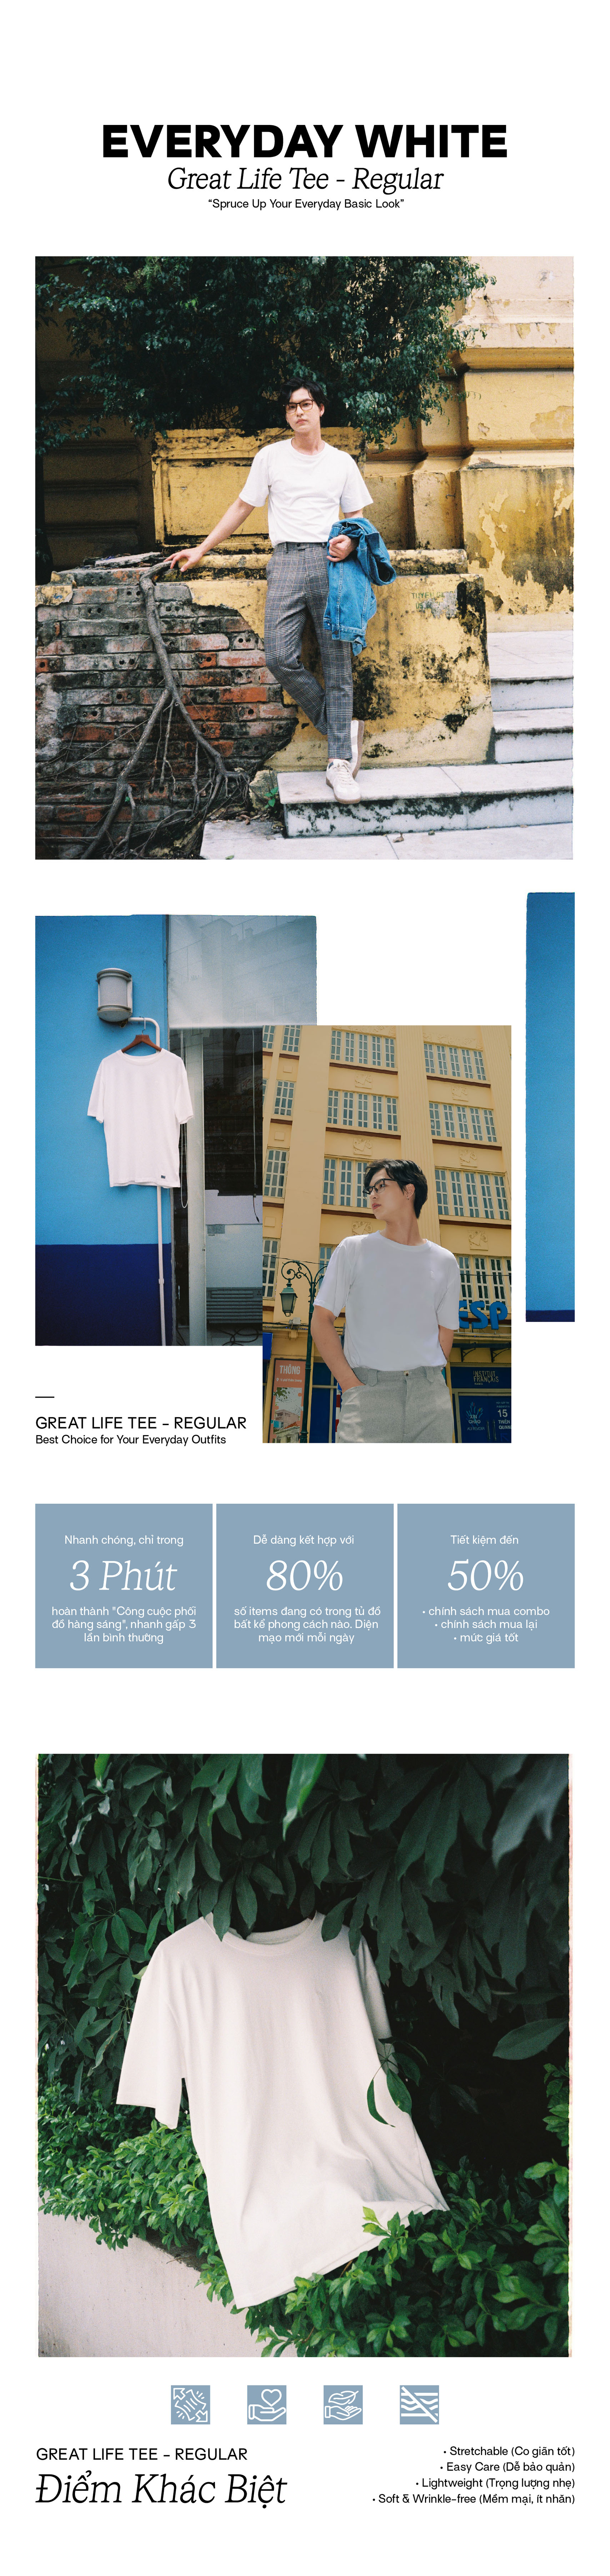 EVERYDAY WHITE
Great Life Tee - Regular
“Spruce Up Your Everyday Basic Look”
THÔNG
INSTITUT
FRANÇAIS
15
GREAT LIFE TEE - REGULAR
Best Choice for Your Everyday Outfits
Nhanh chóng, chỉ trong
3 Phút
hoàn thành "Công cuộc phối
đồ hàng sáng", nhanh gấp 3
lần bình thường
Dễ dàng kết hợp với
80%
số items đang có trong tủ đồ
bất kể phong cách nào. Diện
mạo mới mỗi ngày
Tiết kiệm đến
50%
• chính sách mua combo
• chính sách mua lại
• mức giá tốt
GREAT LIFE TEE - REGULAR
Điểm Khác Biệt
• Stretchable (Co giãn tốt)
• Easy Care (Dễ bảo quản)
• Lightweight (Trọng lượng nhẹ)
• Soft & Wrinkle-free (Mềm mại, ít nhăn)